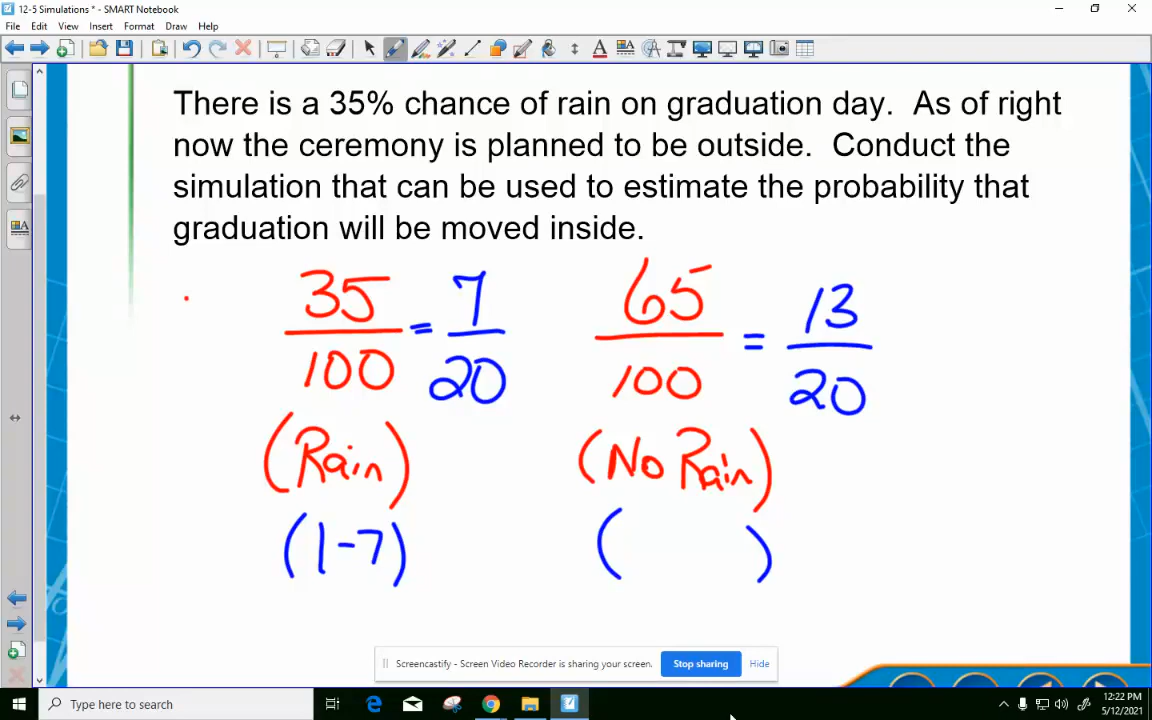 12-5 Simulations * - SMART Notebook
File Edit View Insert Format Draw Help
There is a 35% chance of rain on graduation day. As of right
now the ceremony is planned to be outside. Conduct the
simulation that can be used to estimate the probability that
graduation will be moved inside.
35/100 = 7/20 65/100 = 13/20
(Rain) (No Rain)
(1-7) ( )
Screencastify - Screen Video Recorder is sharing your screen. Stop sharing Hide
Type here to search
12:22 PM
5/12/2021